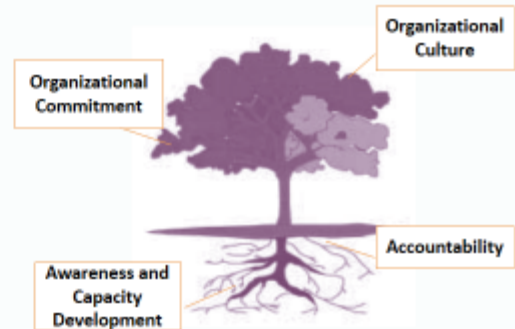 Organizational
Culture
Organizational
Commitment
Accountability
Awareness and
Capacity
Development